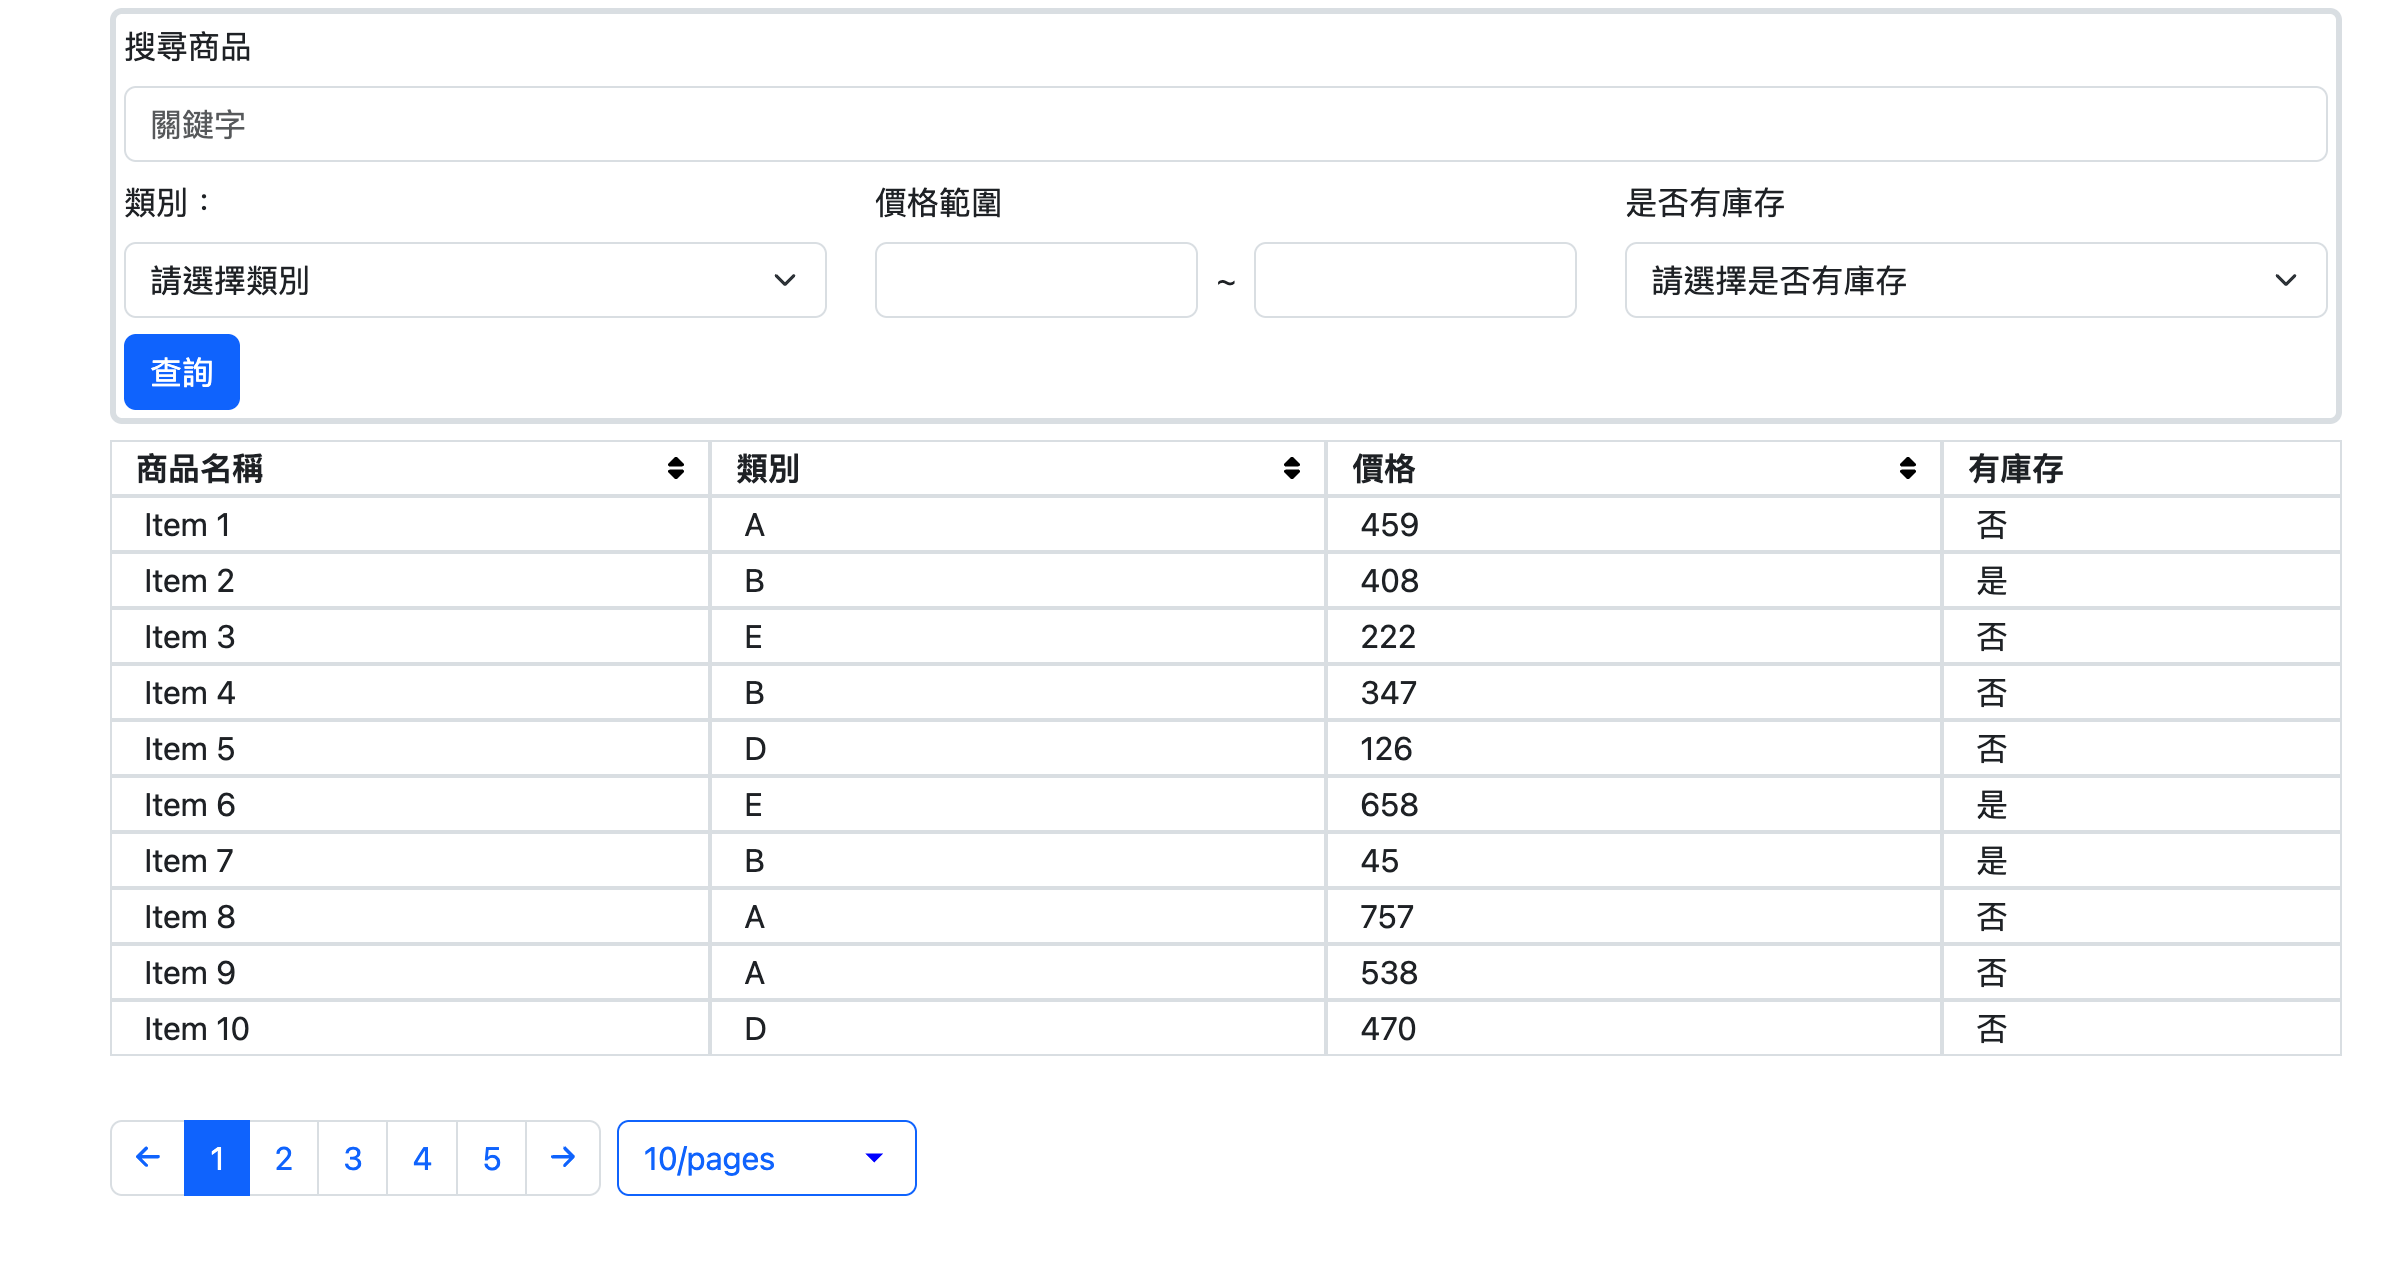 搜尋商品
關鍵字
類別： 價格範圍 是否有庫存
請選擇類別 ~ 請選擇是否有庫存
查詢
商品名稱 類別 價格 有庫存
Item 1 A 459 否
Item 2 B 408 是
Item 3 E 222 否
Item 4 B 347 否
Item 5 D 126 否
Item 6 E 658 是
Item 7 B 45 是
Item 8 A 757 否
Item 9 A 538 否
Item 10 D 470 否
← 1 2 3 4 5 → 10/pages